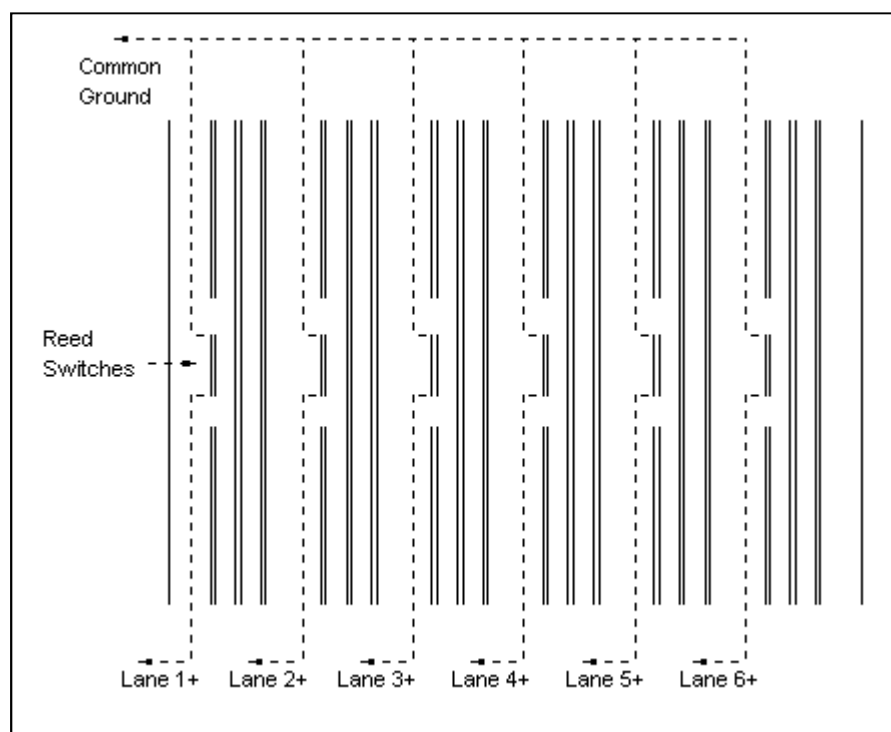 Common
Ground
Reed
Switches
Lane 1+
Lane 2+
Lane 3+
Lane 4+
Lane 5+
Lane 6+